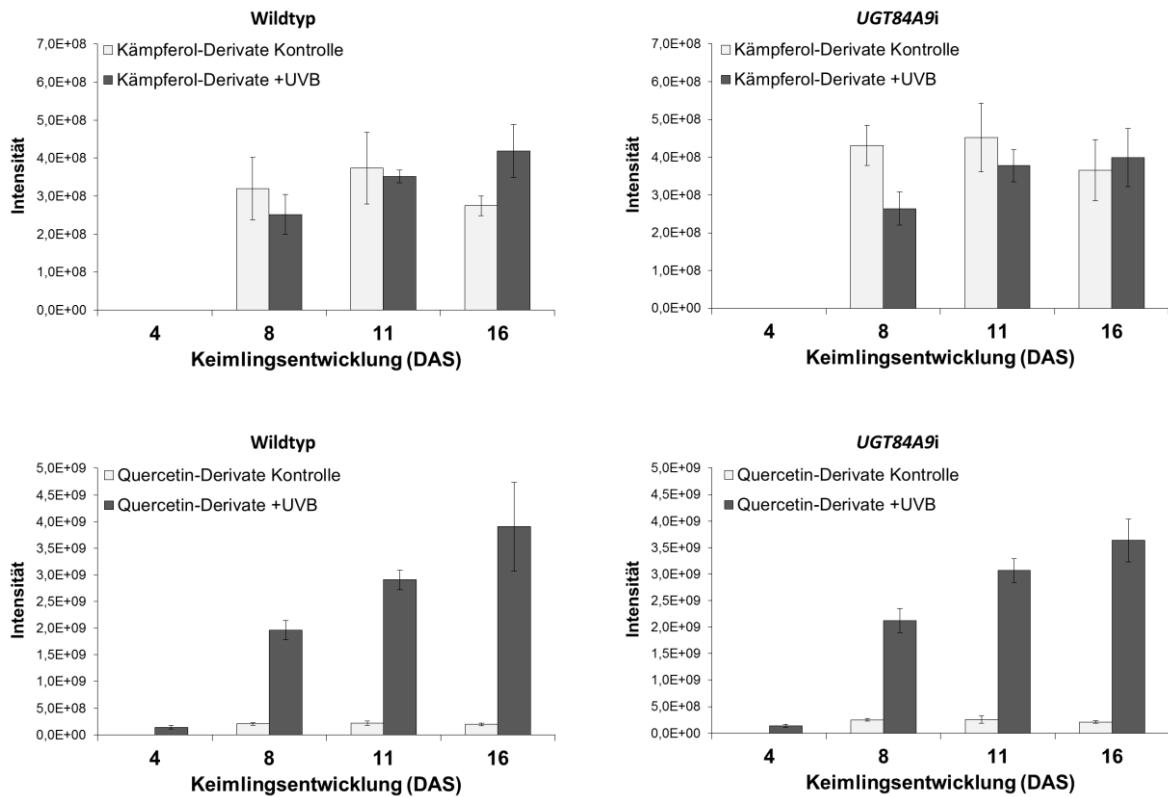 Wildtyp
7,0E+08
6,0E+08
5,0E+08
4,0E+08
3,0E+08
2,0E+08
1,0E+08
0,0E+00
Intensität
Kämpferol-Derivate Kontrolle
Kämpferol-Derivate +UVB
4 8 11 16
Keimlingsentwicklung (DAS)
UGT84A9i
7,0E+08
6,0E+08
5,0E+08
4,0E+08
3,0E+08
2,0E+08
1,0E+08
0,0E+00
Intensität
Kämpferol-Derivate Kontrolle
Kämpferol-Derivate +UVB
4 8 11 16
Keimlingsentwicklung (DAS)
Wildtyp
5,0E+09
4,5E+09
4,0E+09
3,5E+09
3,0E+09
2,5E+09
2,0E+09
1,5E+09
1,0E+09
5,0E+08
0,0E+00
Intensität
Quercetin-Derivate Kontrolle
Quercetin-Derivate +UVB
4 8 11 16
Keimlingsentwicklung (DAS)
UGT84A9i
5,0E+09
4,5E+09
4,0E+09
3,5E+09
3,0E+09
2,5E+09
2,0E+09
1,5E+09
1,0E+09
5,0E+08
0,0E+00
Intensität
Quercetin-Derivate Kontrolle
Quercetin-Derivate +UVB
4 8 11 16
Keimlingsentwicklung (DAS)